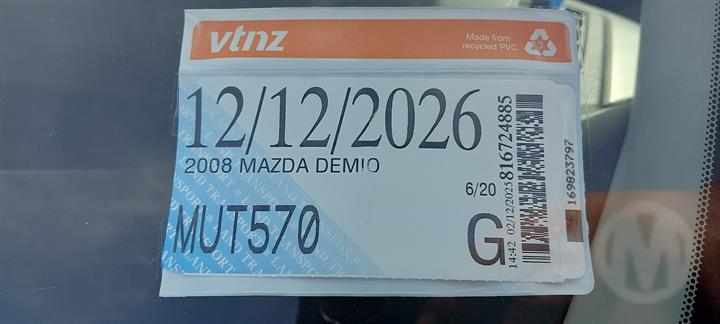 vtnz
Made from
recycled PVC
3
12/12/2026
2008 MAZDA DEMIO
6/20
MUT570
G
14:42 02/12/2025
816724885
169823797
M